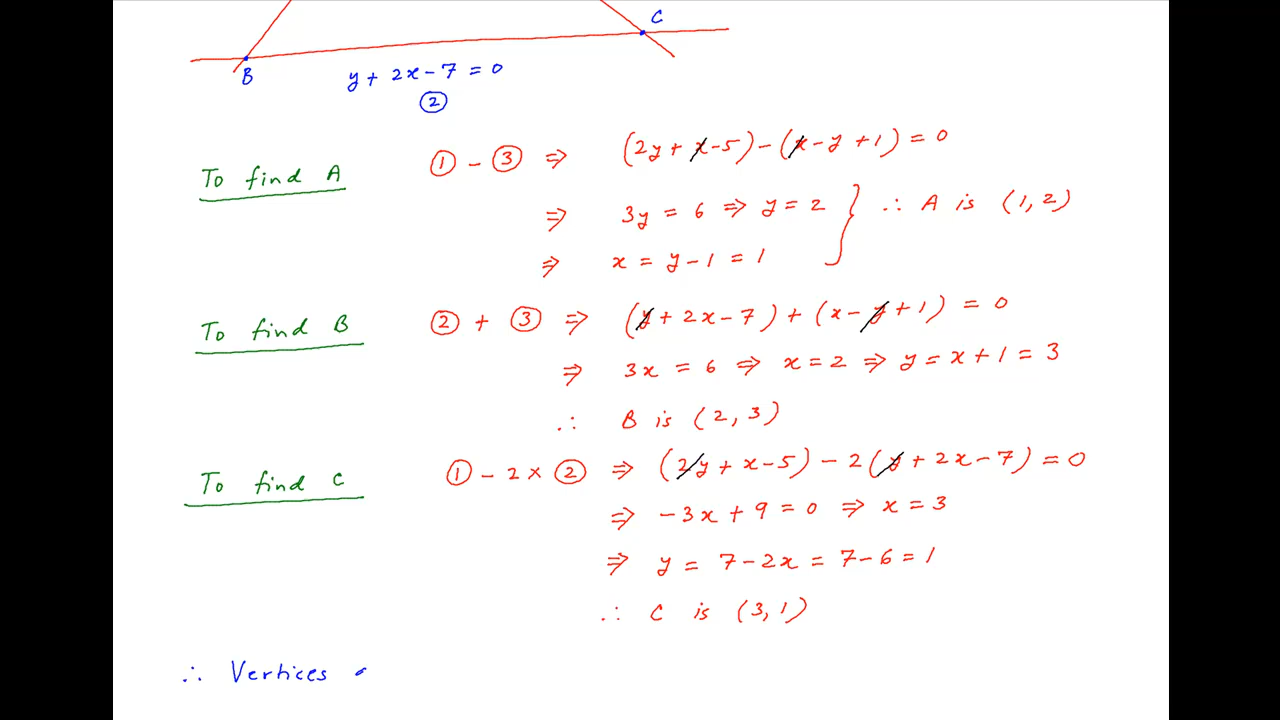 C
B
y + 2x - 7 = 0
②
To find A ① - ③ ⇒ (2y + x - 5) - (x - y + 1) = 0
⇒ 3y = 6 ⇒ y = 2 } ∴ A is (1, 2)
⇒ x = y - 1 = 1
To find B ② + ③ ⇒ (y + 2x - 7) + (x - y + 1) = 0
⇒ 3x = 6 ⇒ x = 2 ⇒ y = x + 1 = 3
∴ B is (2, 3)
To find C ① - 2 × ② ⇒ (2y + x - 5) - 2(y + 2x - 7) = 0
⇒ -3x + 9 = 0 ⇒ x = 3
⇒ y = 7 - 2x = 7 - 6 = 1
∴ C is (3, 1)
∴ Vertices